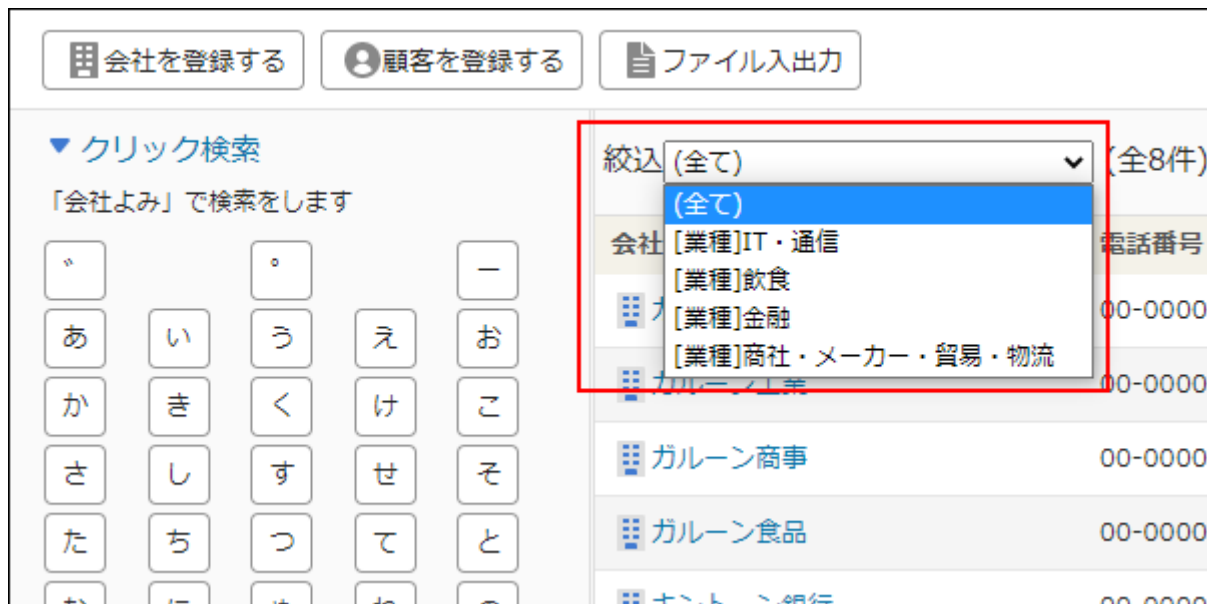 会社を登録する 顧客を登録する ファイル入出力
クリック検索
「会社よみ」で検索をします
゛ ゜ ー
あ い う え お
か き く け こ
さ し す せ そ
た ち つ て と
絞込 (全て) (全8件)
(全て)
[業種]IT・通信
[業種]飲食
[業種]金融
[業種]商社・メーカー・貿易・物流
会社 電話番号
00-0000
00-0000
ガルーン商事 00-0000
ガルーン食品 00-0000